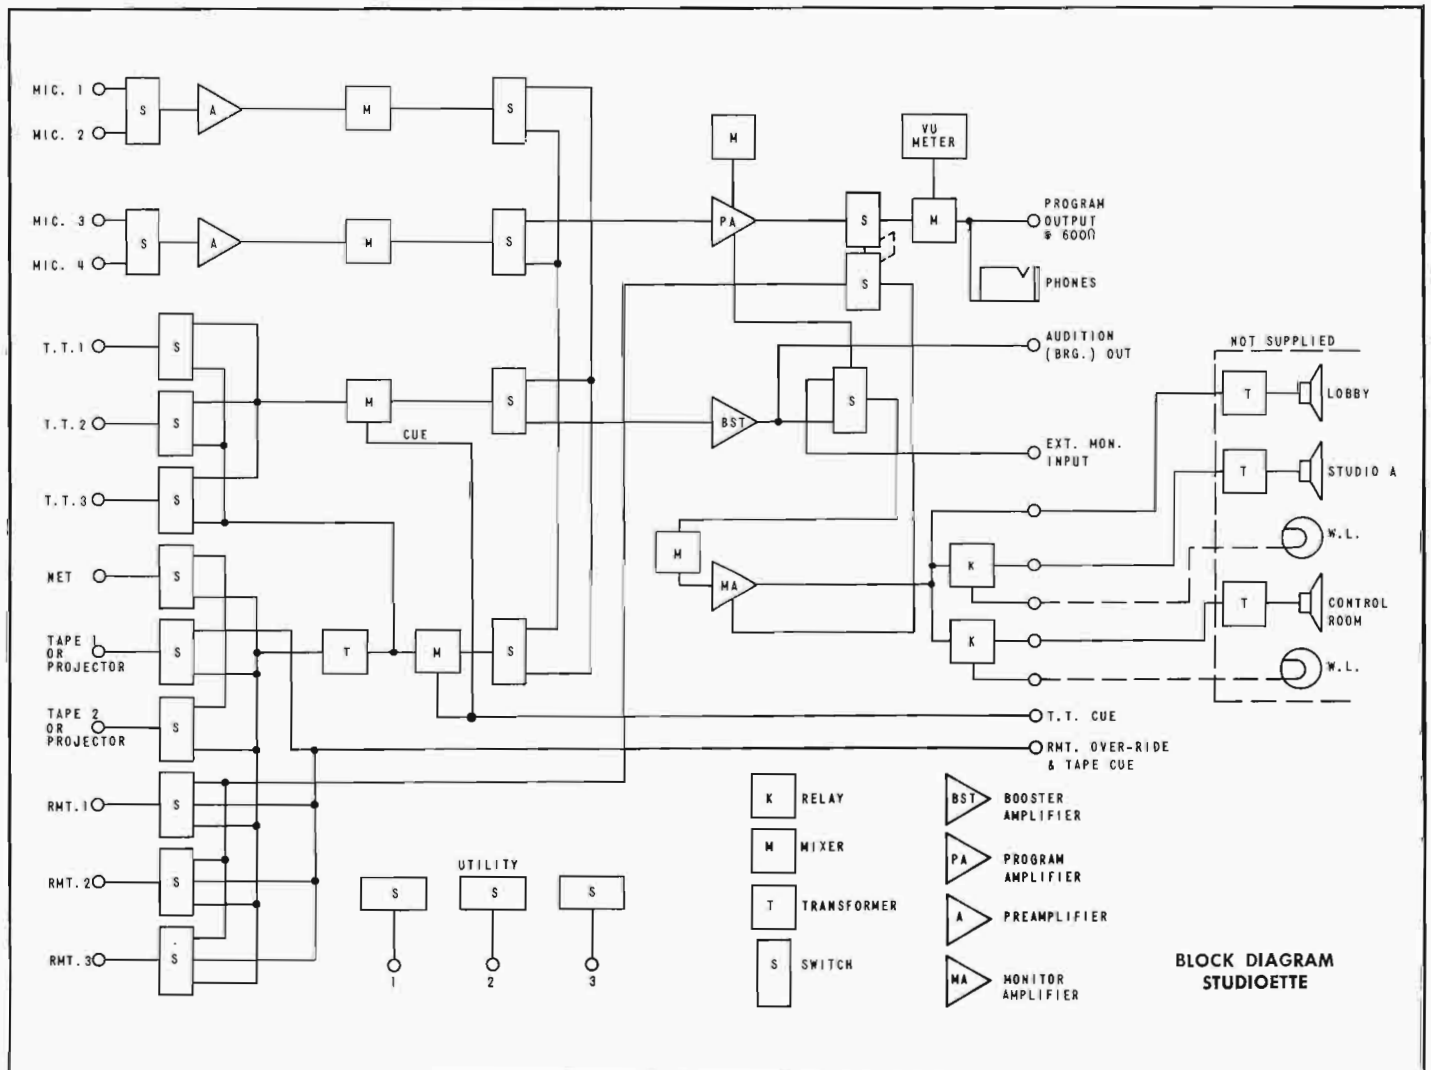 MIC. 1
S
A
M
S
MIC. 2
M
VU
METER
MIC. 3
S
A
M
S
PA
S
M
PROGRAM
OUTPUT
@ 600Ω
MIC. 4
S
PHONES
T.T.1
S
AUDITION
(BRG.) OUT
NOT SUPPLIED
T.T.2
S
M
S
BST
S
T
LOBBY
CUE
EXT. MON.
INPUT
T.T.3
S
T
STUDIO A
W.L.
M
K
NET
S
MA
T
CONTROL
ROOM
TAPE 1
OR
PROJECTOR
S
T
M
S
K
W.L.
TAPE 2
OR
PROJECTOR
S
T.T. CUE
RMT. OVER-RIDE
& TAPE CUE
RMT.1
S
K
RELAY
BST
BOOSTER
AMPLIFIER
M
MIXER
PA
PROGRAM
AMPLIFIER
RMT.2
S
UTILITY
S
S
S
T
TRANSFORMER
A
PREAMPLIFIER
RMT.3
S
1
2
3
S
SWITCH
MA
MONITOR
AMPLIFIER
BLOCK DIAGRAM
STUDIOETTE